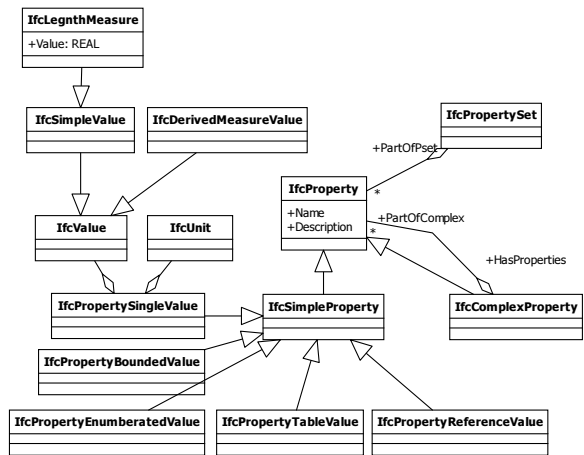 IfcLegnthMeasure
+Value: REAL
IfcSimpleValue
IfcDerivedMeasureValue
IfcPropertySet
+PartOfPset
*
IfcProperty
+Name
+Description
+PartOfComplex
*
IfcValue
IfcUnit
+HasProperties
IfcPropertySingleValue
IfcSimpleProperty
IfcComplexProperty
IfcPropertyBoundedValue
IfcPropertyEnumberatedValue
IfcPropertyTableValue
IfcPropertyReferenceValue